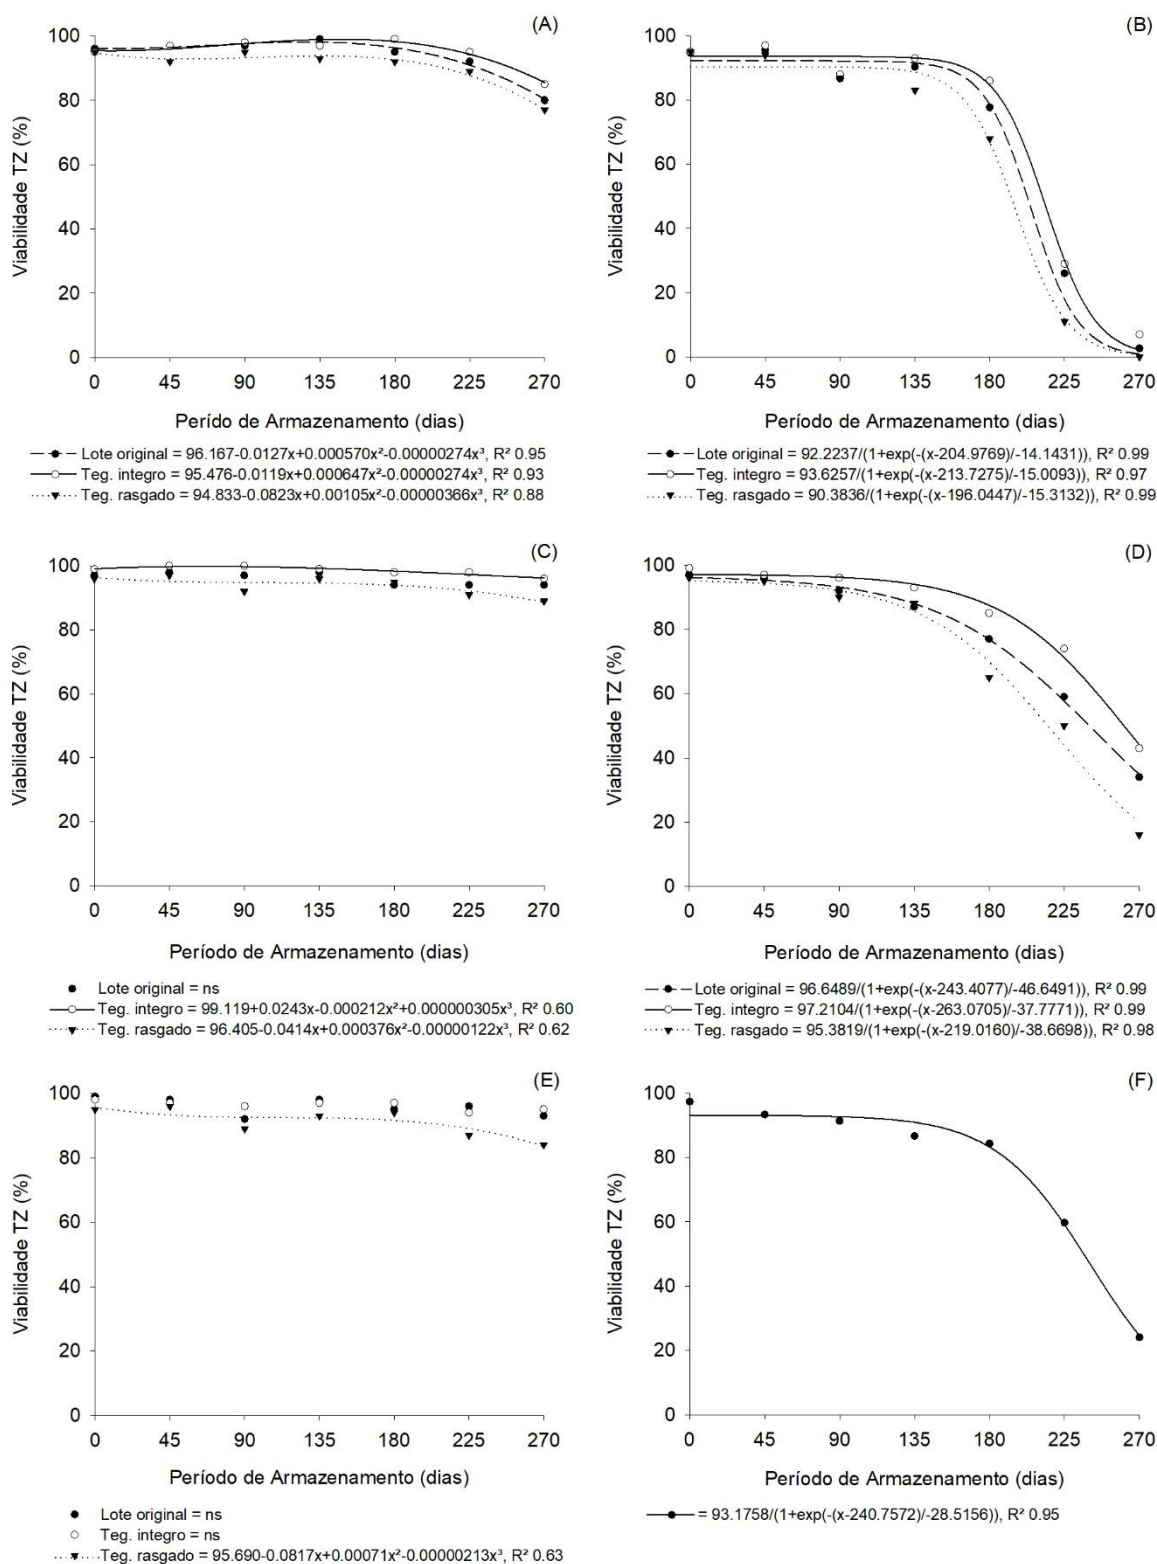 (A)
Viabilidade TZ (%)
100
80
60
40
20
0
0 45 90 135 180 225 270
Perído de Armazenamento (dias)
Lote original = 96.167-0.0127x+0.000570x²-0.00000274x³, R² 0.95
Teg. integro = 95.476-0.0119x+0.000647x²-0.00000274x³, R² 0.93
Teg. rasgado = 94.833-0.0823x+0.00105x²-0.00000366x³, R² 0.88
(B)
Viabilidade TZ (%)
100
80
60
40
20
0
0 45 90 135 180 225 270
Período de Armazenamento (dias)
Lote original = 92.2237/(1+exp(-(x-204.9769)/-14.1431)), R² 0.99
Teg. integro = 93.6257/(1+exp(-(x-213.7275)/-15.0093)), R² 0.97
Teg. rasgado = 90.3836/(1+exp(-(x-196.0447)/-15.3132)), R² 0.99
(C)
Viabilidade TZ (%)
100
80
60
40
20
0
0 45 90 135 180 225 270
Período de Armazenamento (dias)
Lote original = ns
Teg. integro = 99.119+0.0243x-0.000212x²+0.000000305x³, R² 0.60
Teg. rasgado = 96.405-0.0414x+0.000376x²-0.00000122x³, R² 0.62
(D)
Viabilidade TZ (%)
100
80
60
40
20
0
0 45 90 135 180 225 270
Período de Armazenamento (dias)
Lote original = 96.6489/(1+exp(-(x-243.4077)/-46.6491)), R² 0.99
Teg. integro = 97.2104/(1+exp(-(x-263.0705)/-37.7771)), R² 0.99
Teg. rasgado = 95.3819/(1+exp(-(x-219.0160)/-38.6698)), R² 0.98
(E)
Viabilidade TZ (%)
100
80
60
40
20
0
0 45 90 135 180 225 270
Período de Armazenamento (dias)
Lote original = ns
Teg. integro = ns
Teg. rasgado = 95.690-0.0817x+0.00071x²-0.00000213x³, R² 0.63
(F)
Viabilidade TZ (%)
100
80
60
40
20
0
0 45 90 135 180 225 270
Período de Armazenamento (dias)
= 93.1758/(1+exp(-(x-240.7572)/-28.5156)), R² 0.95